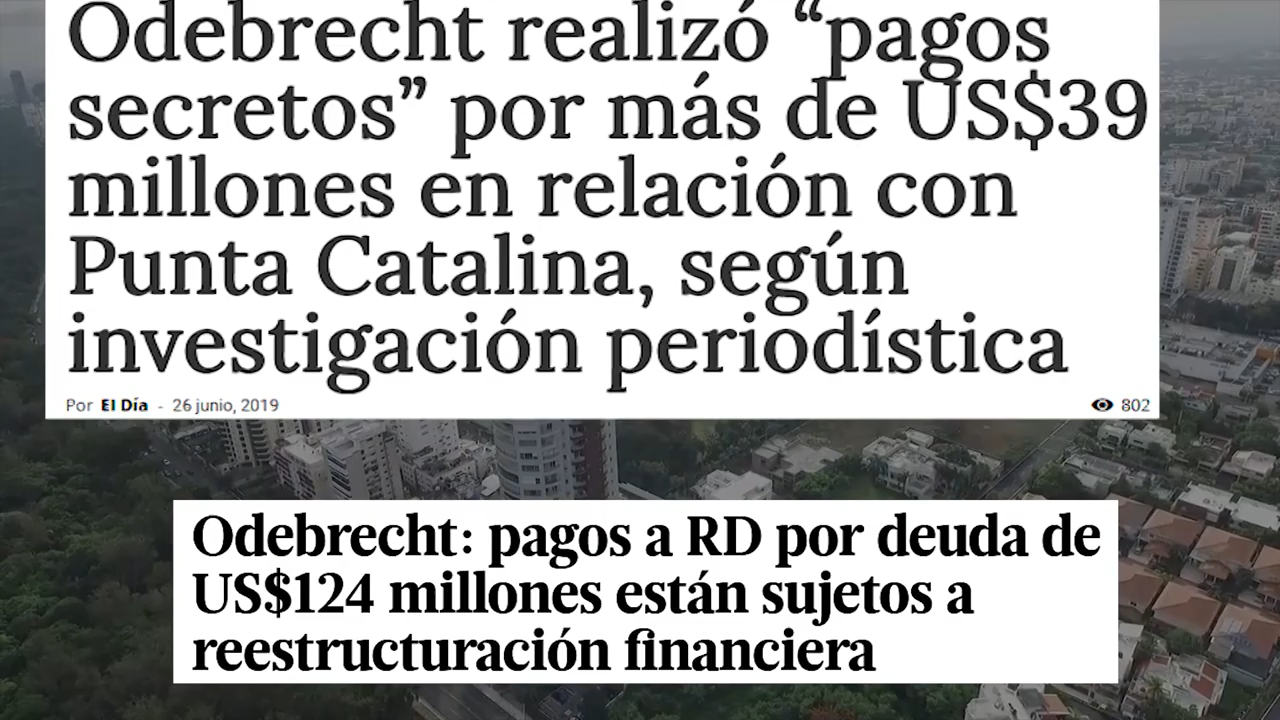 Odebrecht realizó “pagos
secretos” por más de US$39
millones en relación con
Punta Catalina, según
investigación periodística
Por El Día - 26 junio, 2019
802
Odebrecht: pagos a RD por deuda de
US$124 millones están sujetos a
reestructuración financiera